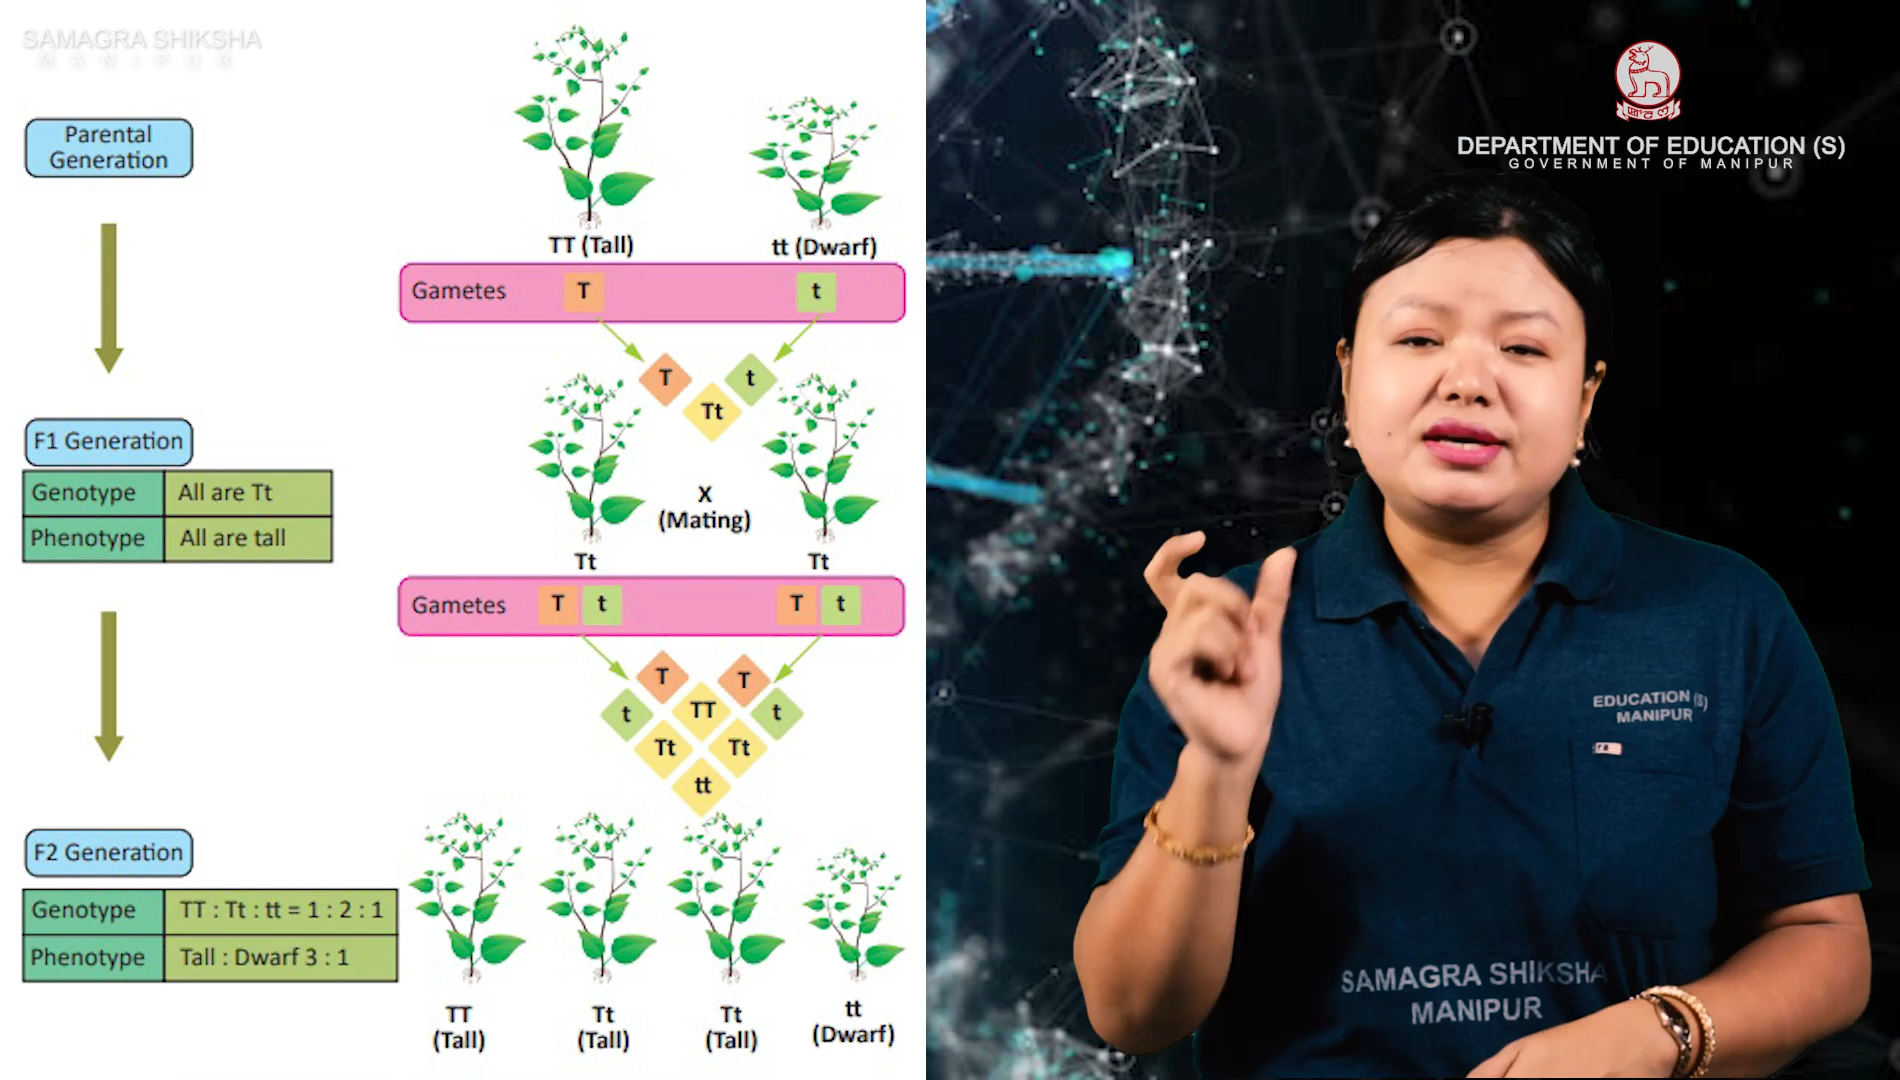 SAMAGRA SHIKSHA
MANIPUR
Parental
Generation
TT (Tall)
tt (Dwarf)
Gametes
T
t
T
t
Tt
F1 Generation
Genotype
All are Tt
Phenotype
All are tall
X
(Mating)
Tt
Tt
Gametes
T
t
T
t
T
T
t
TT
t
Tt
Tt
tt
F2 Generation
Genotype
TT : Tt : tt = 1 : 2 : 1
Phenotype
Tall : Dwarf 3 : 1
TT
(Tall)
Tt
(Tall)
Tt
(Tall)
tt
(Dwarf)
DEPARTMENT OF EDUCATION (S)
GOVERNMENT OF MANIPUR
EDUCATION (S)
MANIPUR
SAMAGRA SHIKSHA
MANIPUR